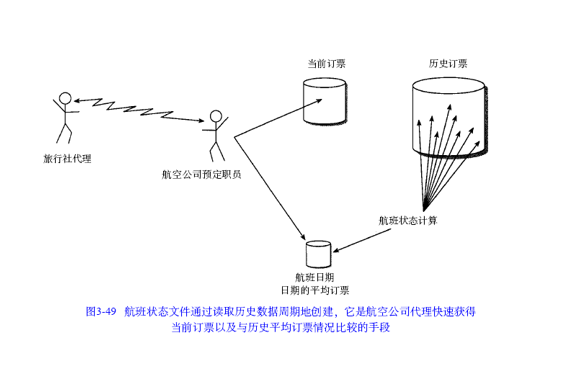 当前订票
历史订票
旅行社代理
航空公司预定职员
航班状态计算
航班日期
日期的平均订票
图3-49 航班状态文件通过读取历史数据周期地创建，它是航空公司代理快速获得
当前订票以及与历史平均订票情况比较的手段